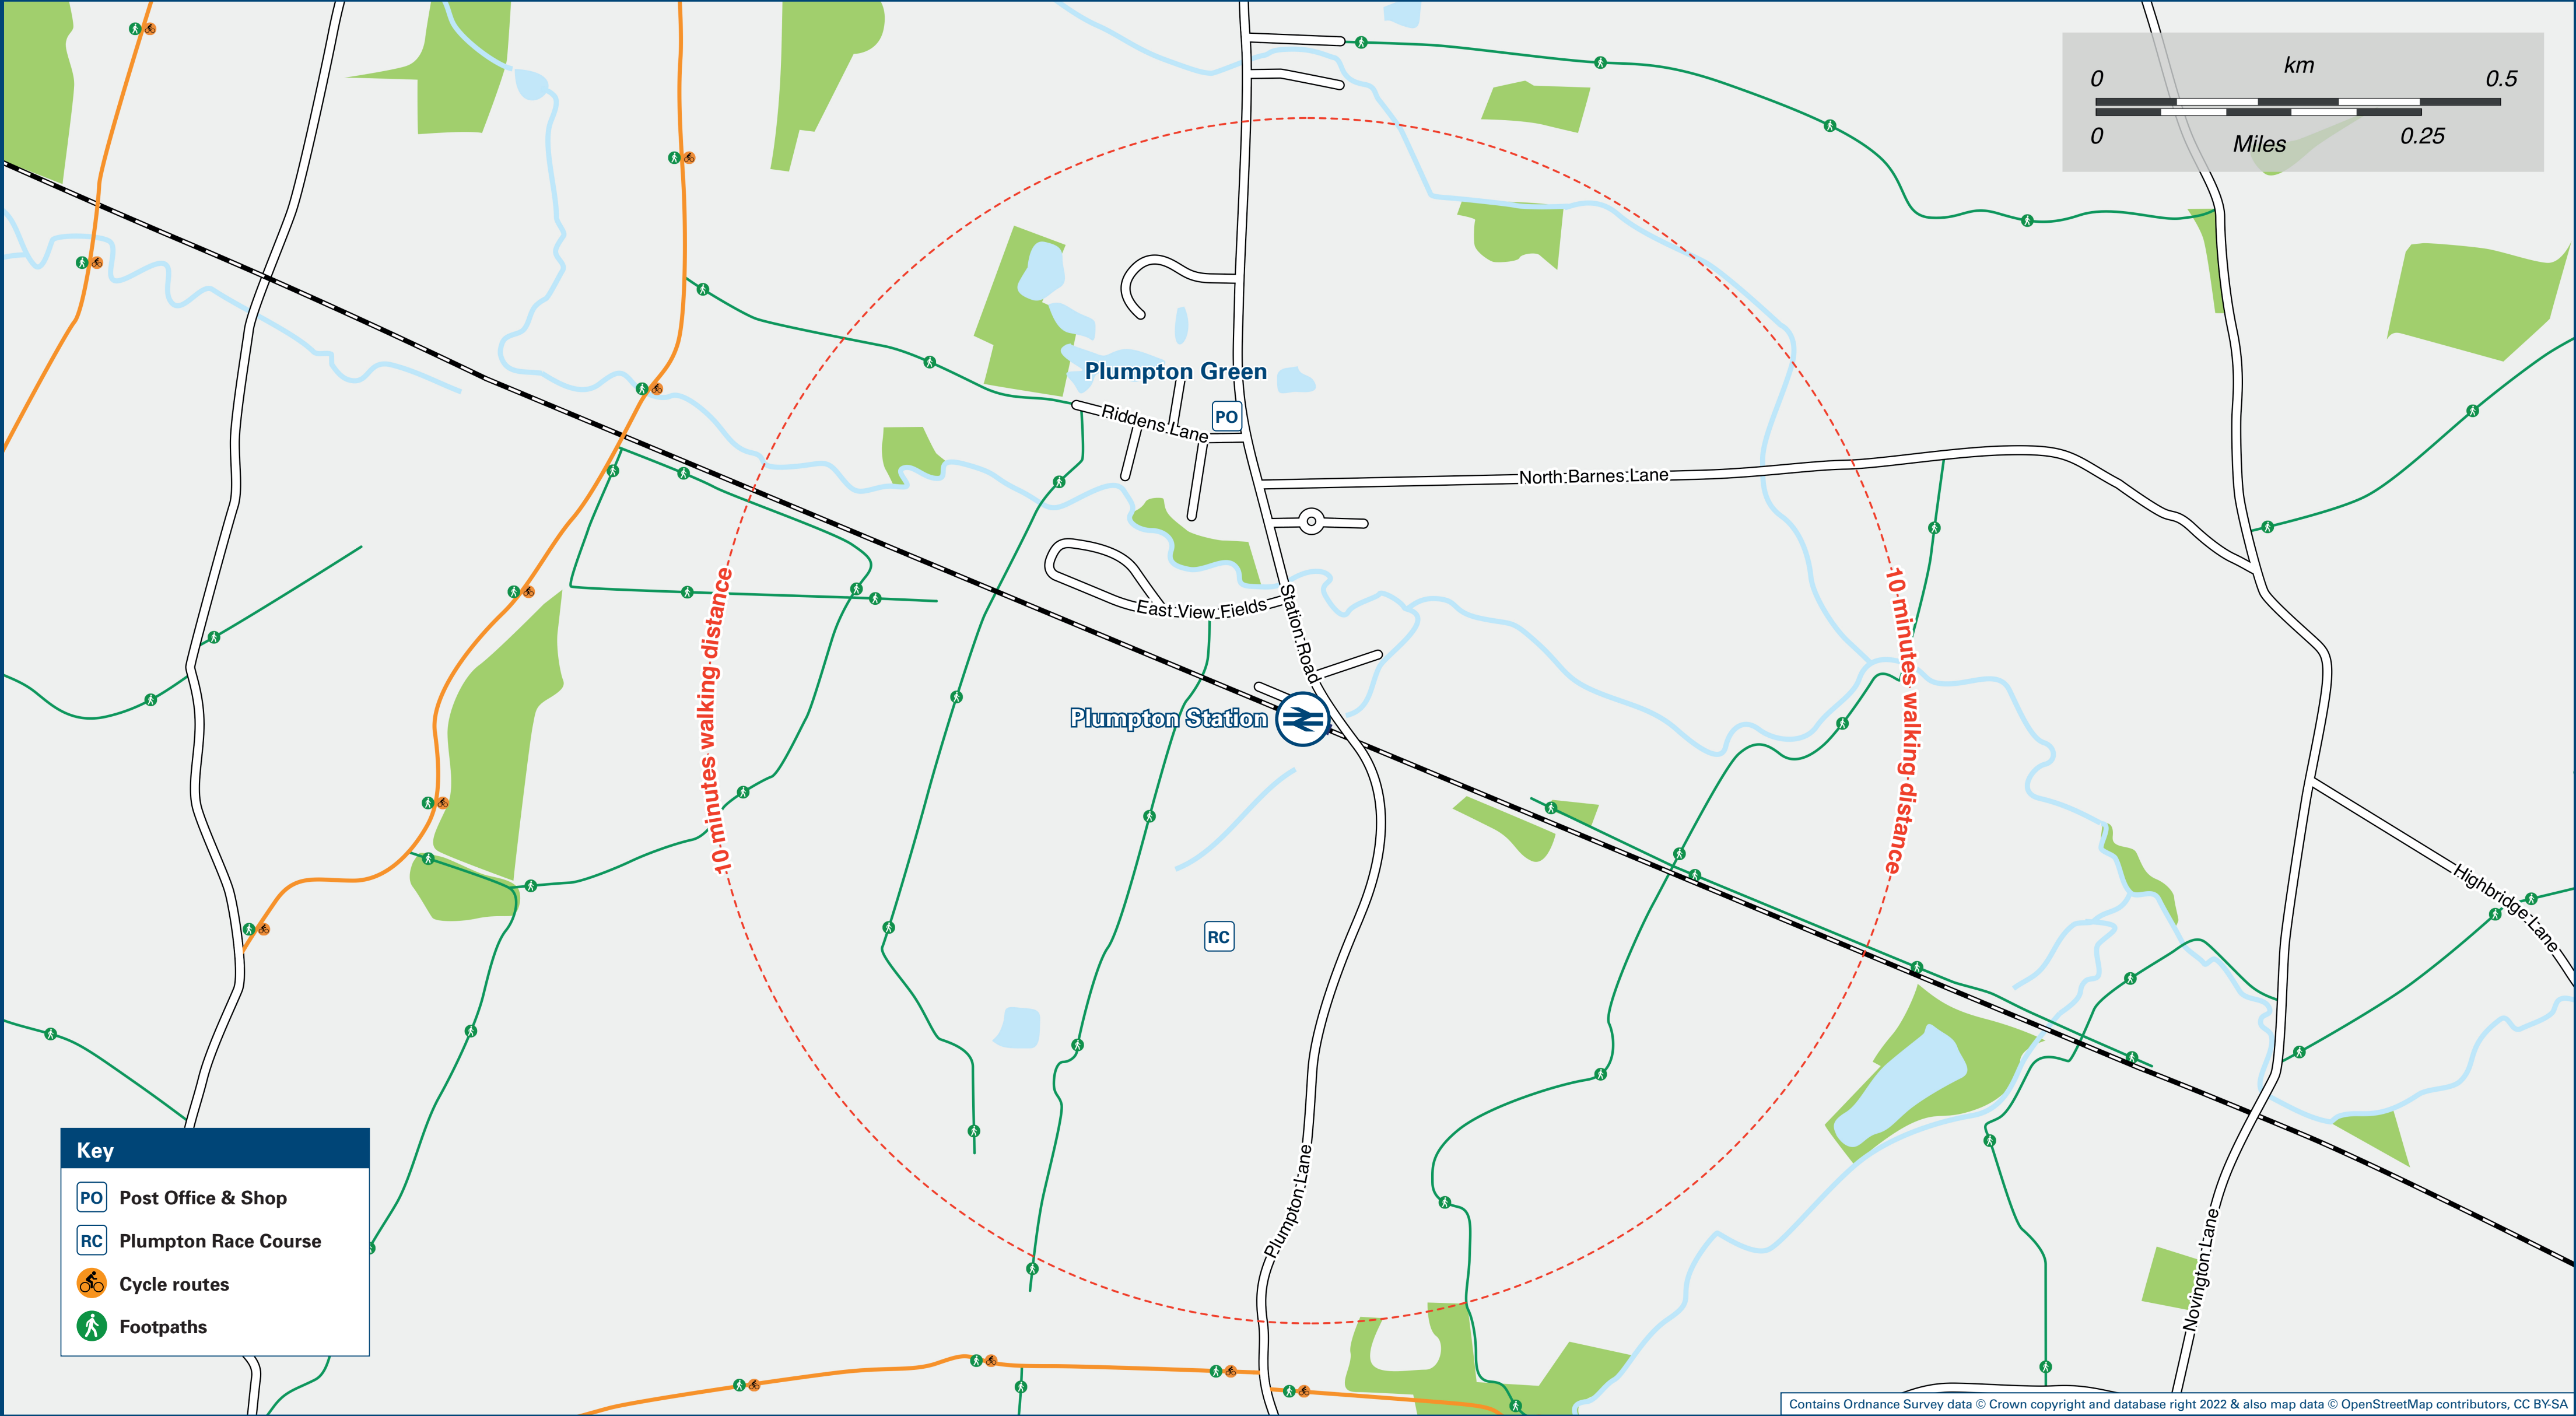 km
0 0.5
0 0.25
Miles
Plumpton Green
PO
Riddens Lane
North Barnes Lane
10 minutes walking distance
10 minutes walking distance
East View Fields
Station Road
Plumpton Station
RC
Highbridge Lane
Plumpton Lane
Novington Lane
Key
PO Post Office & Shop
RC Plumpton Race Course
Cycle routes
Footpaths
Contains Ordnance Survey data © Crown copyright and database right 2022 & also map data © OpenStreetMap contributors, CC BY-SA